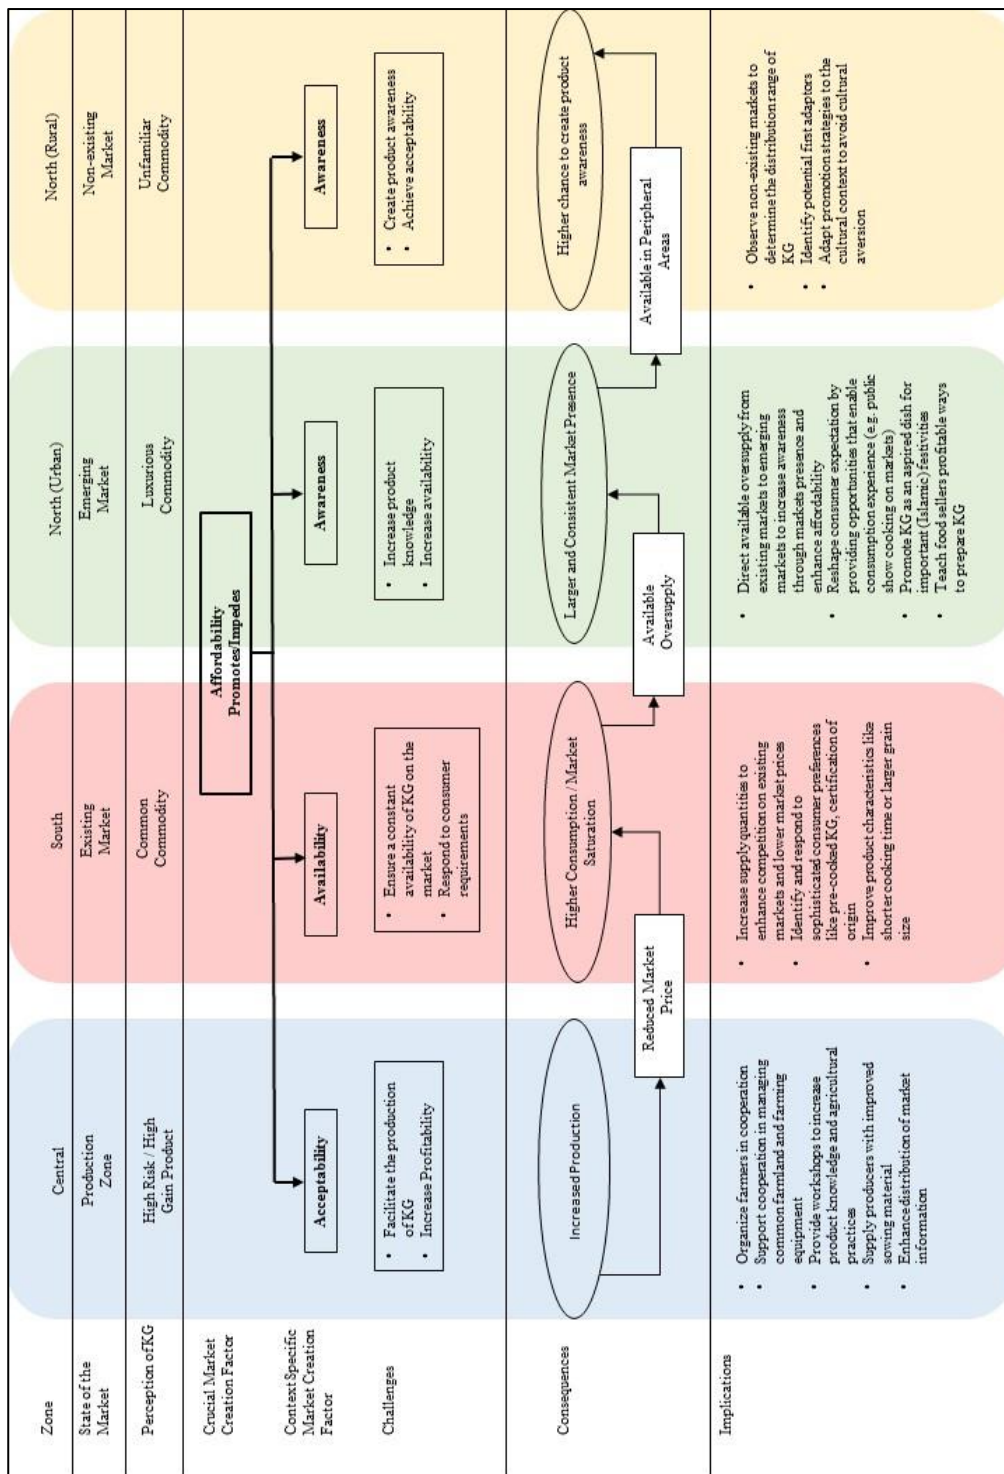 Zone
Central
South
North (Urban)
North (Rural)
State of the
Market
Production
Zone
Existing
Market
Emerging
Market
Non-existing
Market
Perception of KG
High Risk / High
Gain Product
Common
Commodity
Luxurious
Commodity
Unfamiliar
Commodity
Crucial Market
Creation Factor
Affordability
Promotes/Impedes
Context Specific
Market Creation
Factor
Acceptability
Availability
Awareness
Awareness
Challenges
• Facilitate the production
of KG
• Increase Profitability
• Ensure a constant
availability of KG on the
market
• Respond to consumer
requirements
• Increase product
knowledge
• Increase availability
• Create product awareness
• Achieve acceptability
Consequences
Increased Production
Higher Consumption / Market
Saturation
Larger and Consistent Market Presence
Higher chance to create product
awareness
Reduced Market
Price
Available
Oversupply
Available in Peripheral
Areas
Implications
• Organize farmers in cooperation
• Support cooperation in managing
common farmland and farming
equipment
• Provide workshops to increase
product knowledge and agricultural
practices
• Supply producers with improved
sowing material
• Enhance distribution of market
information
• Increase supply quantities to
enhance competition on existing
markets and lower market prices
• Identify and respond to
sophisticated consumer preferences
like pre-cooked KG, certification of
origin
• Improve product characteristics like
shorter cooking time or larger grain
size
• Direct available oversupply from
existing markets to emerging
markets to increase awareness
through markets presence and
enhance affordability
• Reshape consumer expectation by
providing opportunities that enable
consumption experience (e.g. public
show cooking on markets)
• Promote KG as an aspired dish for
important (Islamic) festivities
• Teach food sellers profitable ways
to prepare KG
• Observe non-existing markets to
determine the distribution range of
KG
• Identify potential first adaptors
• Adapt promotion strategies to the
cultural context to avoid cultural
aversion